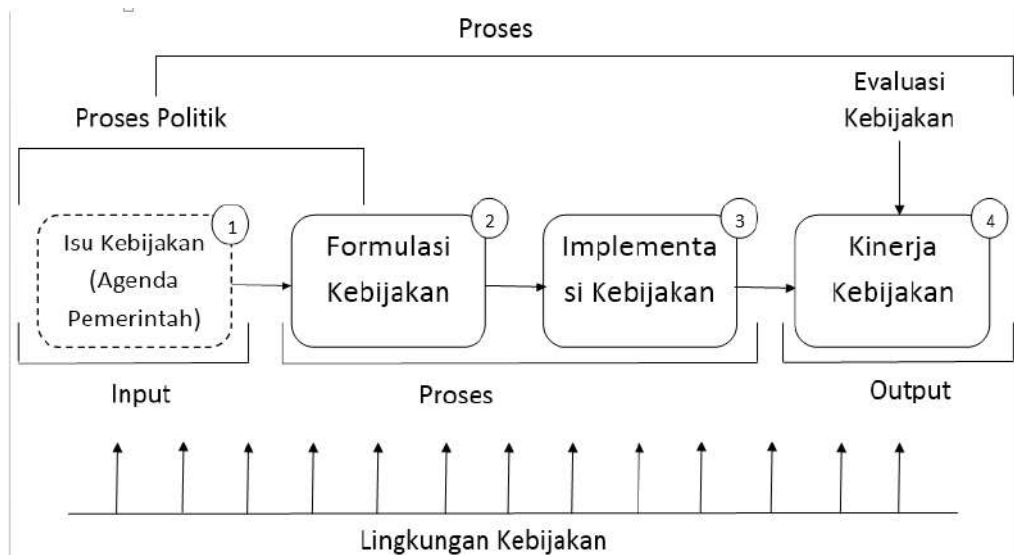 Proses
Evaluasi
Kebijakan
Proses Politik
1
Isu Kebijakan
(Agenda
Pemerintah)
2
Formulasi
Kebijakan
3
Implementa
si Kebijakan
4
Kinerja
Kebijakan
Input
Proses
Output
Lingkungan Kebijakan